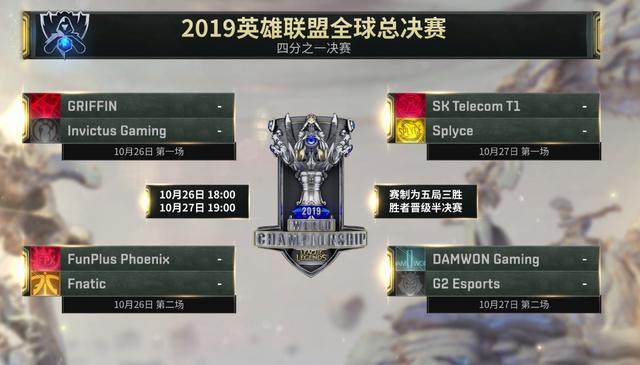 2019英雄联盟全球总决赛
四分之一决赛
GRIFFIN -
Invictus Gaming -
10月26日 第一场
SK Telecom T1 -
Splyce -
10月27日 第一场
10月26日 18:00
10月27日 19:00
2019
WORLD
CHAMPIONSHIP
LEGENDS
赛制为五局三胜
胜者晋级半决赛
FPX
FunPlus Phoenix -
Fnatic -
10月26日 第二场
DAMWON Gaming -
G2 Esports -
10月27日 第二场